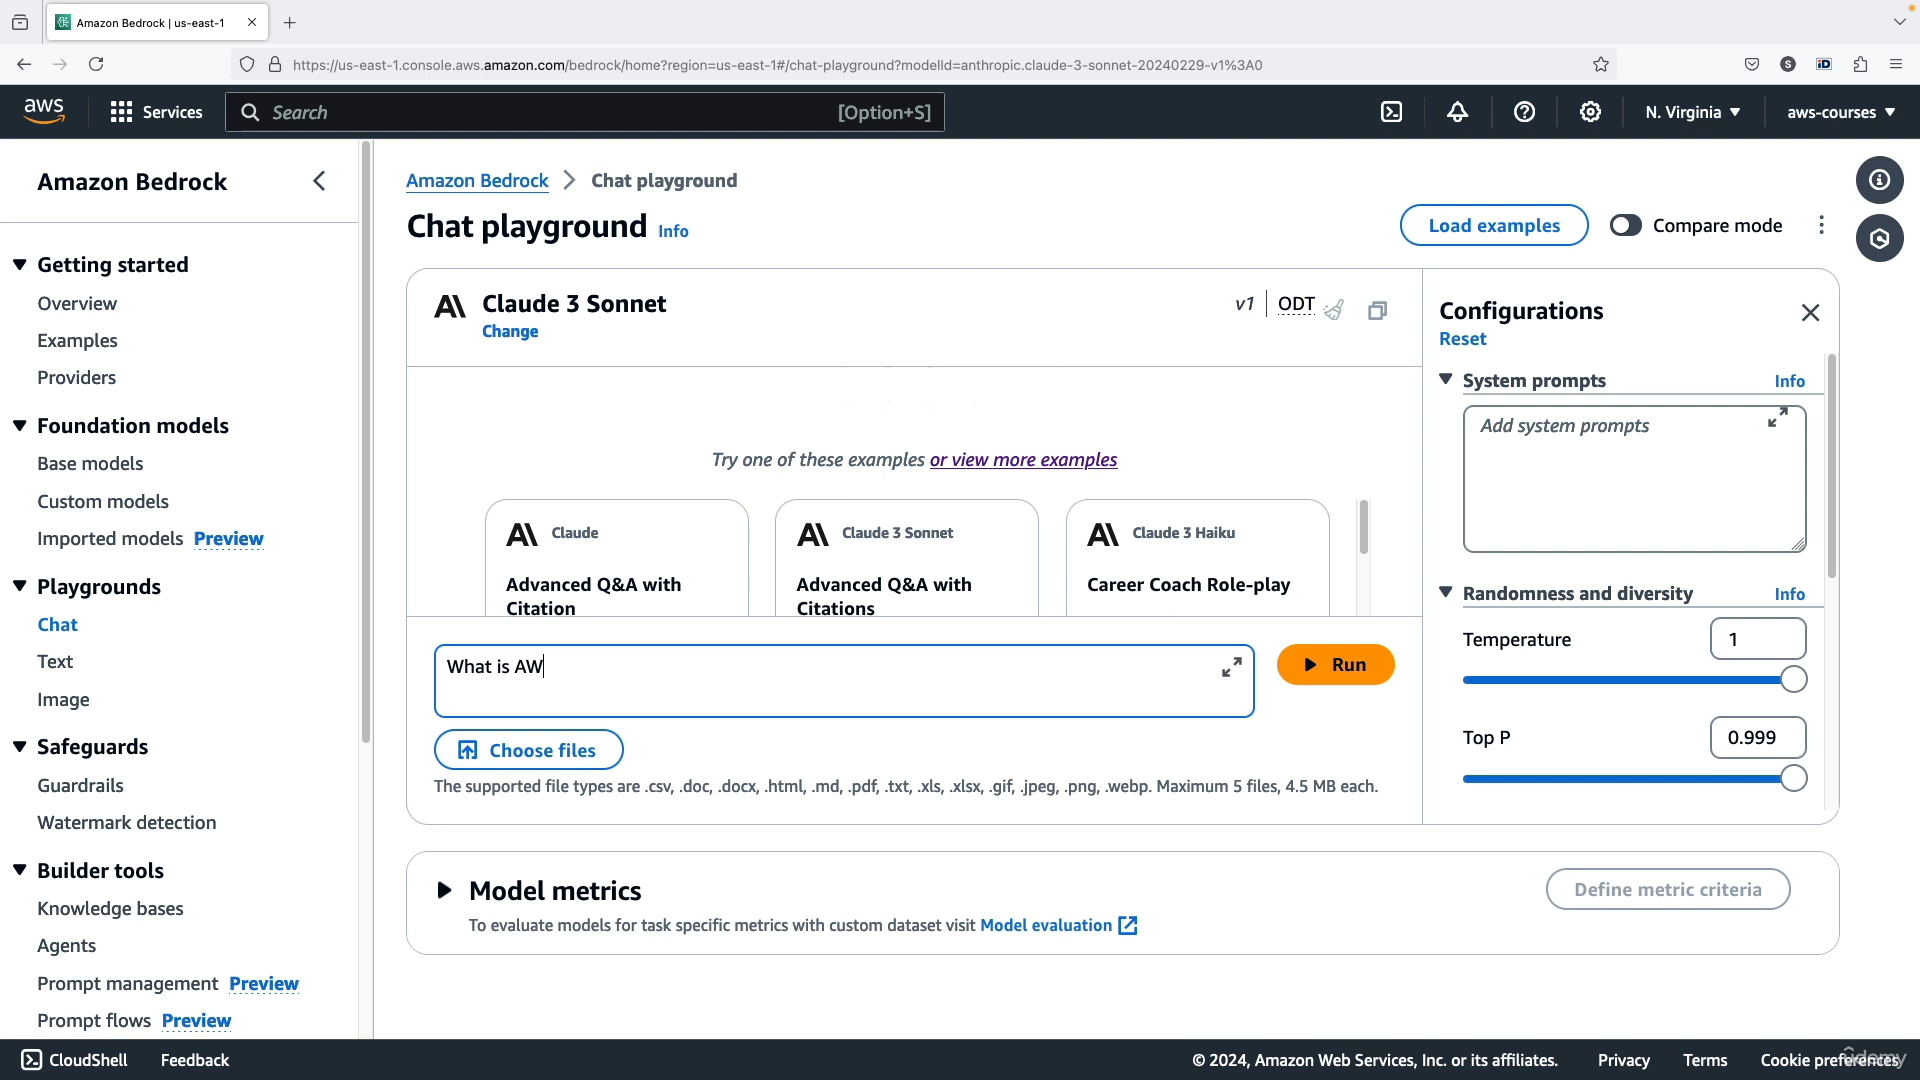 Amazon Bedrock | us-east-1
https://us-east-1.console.aws.amazon.com/bedrock/home?region=us-east-1#/chat-playground?modelId=anthropic.claude-3-sonnet-20240229-v1%3A0
S
iD
aws
Services
Search
[Option+S]
N. Virginia
aws-courses
Amazon Bedrock
Getting started
Overview
Examples
Providers
Foundation models
Base models
Custom models
Imported models Preview
Playgrounds
Chat
Text
Image
Safeguards
Guardrails
Watermark detection
Builder tools
Knowledge bases
Agents
Prompt management Preview
Prompt flows Preview
Amazon Bedrock > Chat playground
Chat playground Info
Load examples
Compare mode
Claude 3 Sonnet
Change
v1 | ODT
Try one of these examples or view more examples
Claude
Advanced Q&A with
Citation
Claude 3 Sonnet
Advanced Q&A with
Citations
Claude 3 Haiku
Career Coach Role-play
What is AW
Run
Choose files
The supported file types are .csv, .doc, .docx, .html, .md, .pdf, .txt, .xls, .xlsx, .gif, .jpeg, .png, .webp. Maximum 5 files, 4.5 MB each.
Configurations
Reset
System prompts Info
Add system prompts
Randomness and diversity Info
Temperature 1
Top P 0.999
Model metrics
To evaluate models for task specific metrics with custom dataset visit Model evaluation
Define metric criteria
CloudShell Feedback
© 2024, Amazon Web Services, Inc. or its affiliates. Privacy Terms Cookie preferences
udemy